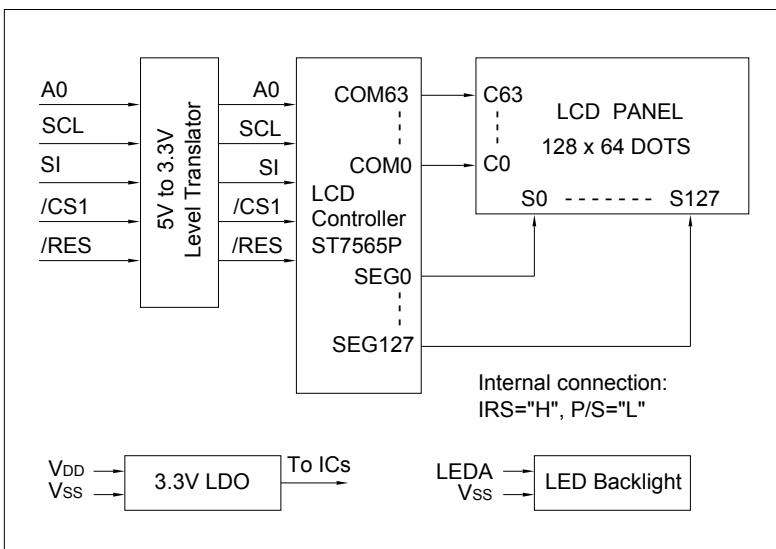 A0
SCL
SI
/CS1
/RES
5V to 3.3V
Level Translator
A0
SCL
SI
/CS1
/RES
COM63
COM0
LCD
Controller
ST7565P
SEG0
SEG127
C63
C0
LCD PANEL
128 x 64 DOTS
S0 ------- S127
Internal connection:
IRS="H", P/S="L"
VDD
VSS
3.3V LDO
To ICs
LEDA
VSS
LED Backlight